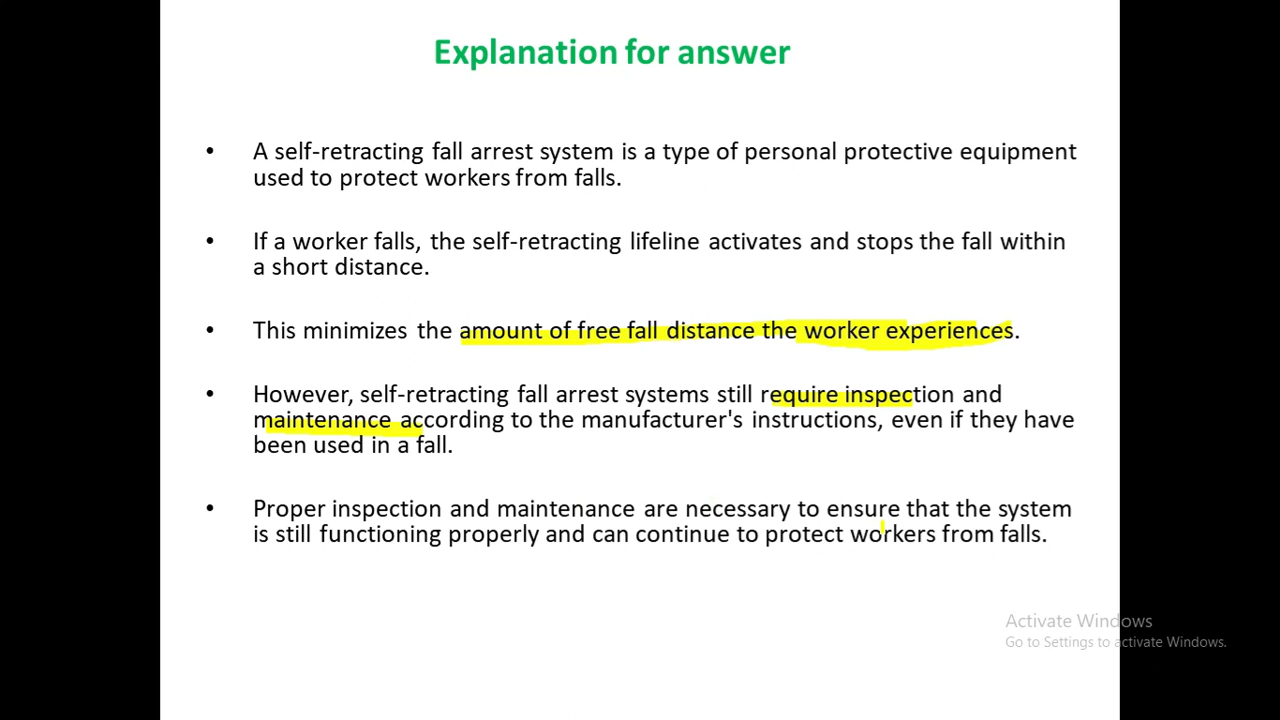 Explanation for answer
• A self-retracting fall arrest system is a type of personal protective equipment
used to protect workers from falls.
• If a worker falls, the self-retracting lifeline activates and stops the fall within
a short distance.
• This minimizes the amount of free fall distance the worker experiences.
• However, self-retracting fall arrest systems still require inspection and
maintenance according to the manufacturer's instructions, even if they have
been used in a fall.
• Proper inspection and maintenance are necessary to ensure that the system
is still functioning properly and can continue to protect workers from falls.
Activate Windows
Go to Settings to activate Windows.